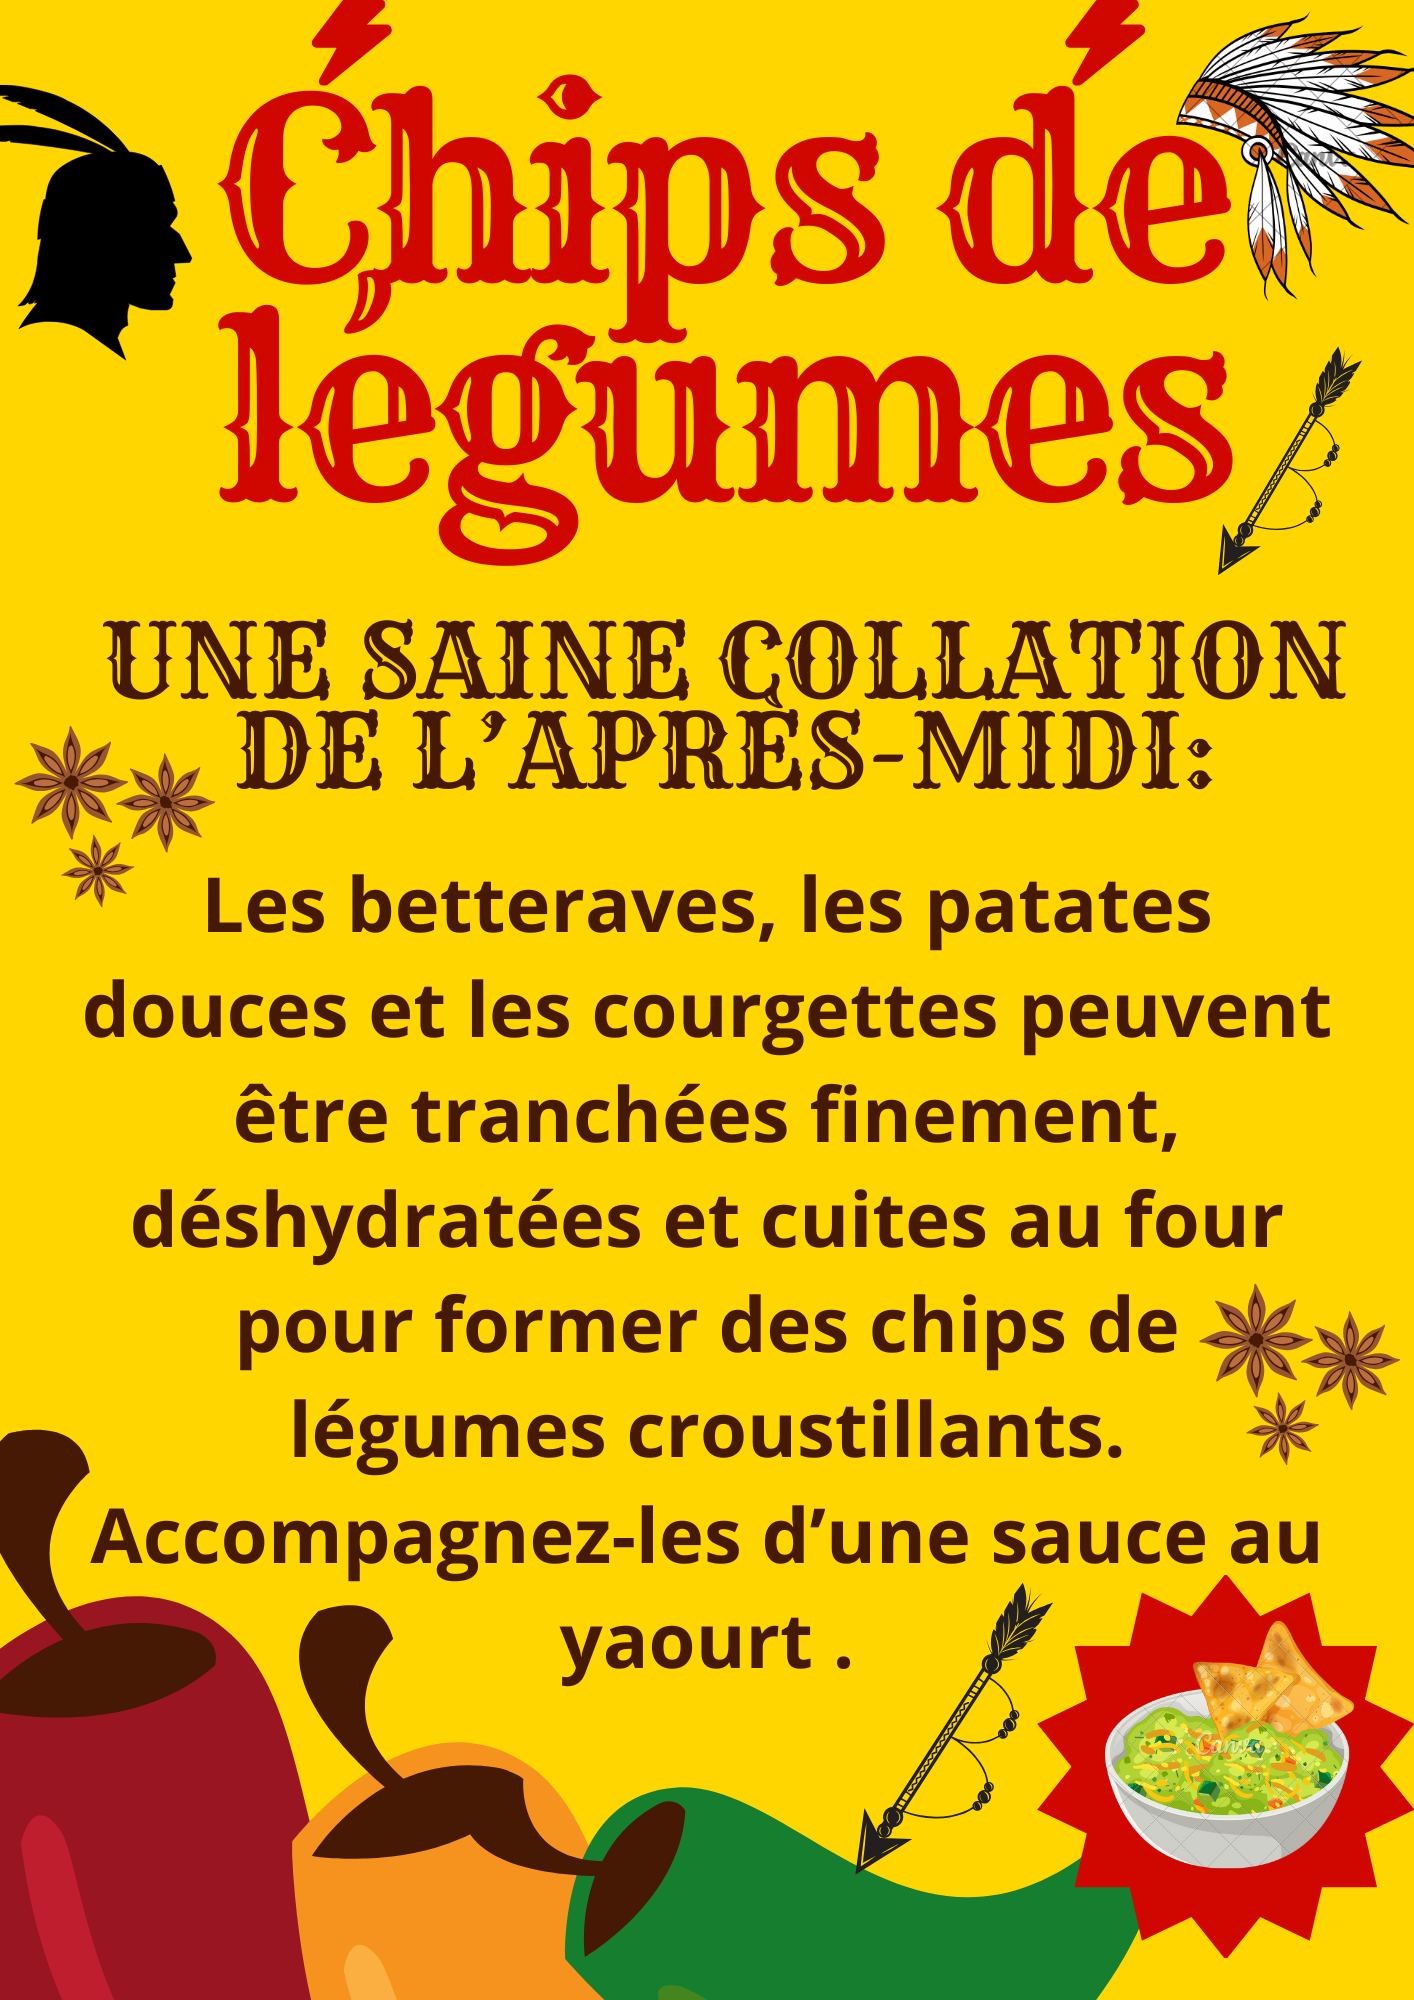 Chips de
legumes
UNE SAINE COLLATION
DE L’APRÈS-MIDI:
Les betteraves, les patates
douces et les courgettes peuvent
être tranchées finement,
déshydratées et cuites au four
pour former des chips de
légumes croustillants.
Accompagnez-les d’une sauce au
yaourt .
Canva